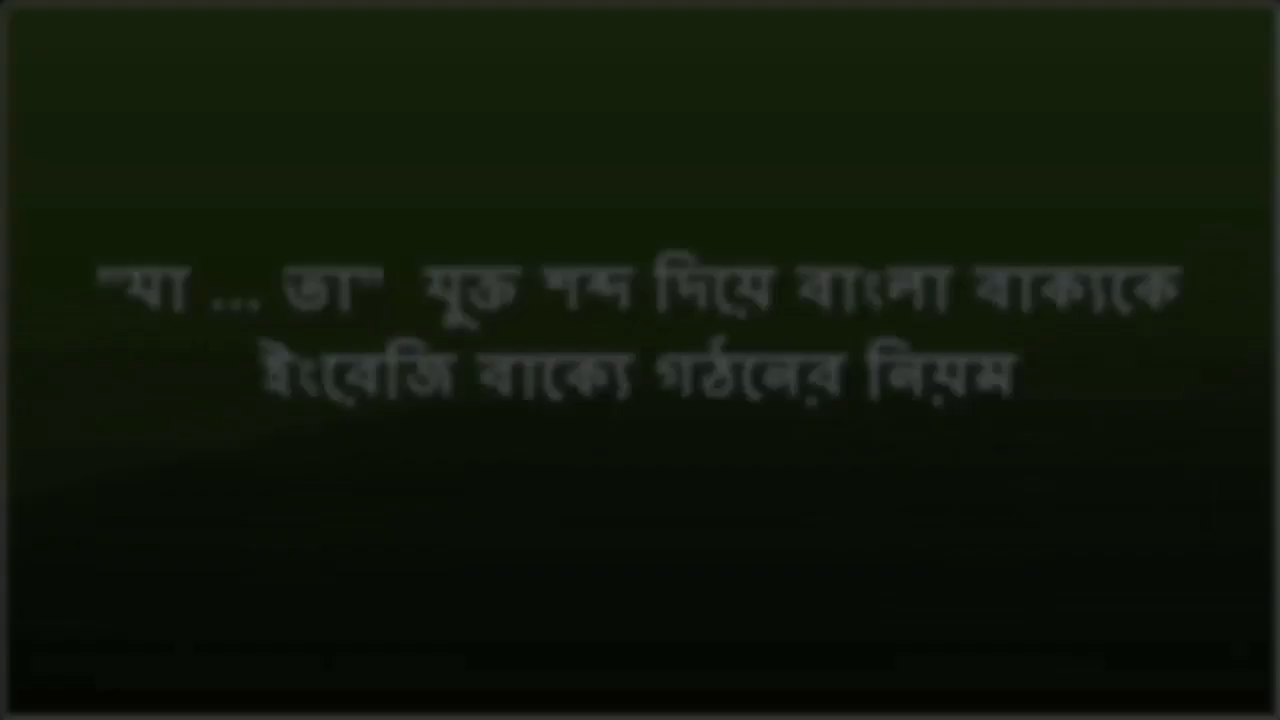 "যা ... তা" যুক্ত শব্দ দিয়ে বাংলা বাক্যকে
ইংরেজি বাক্যে গঠনের নিয়ম